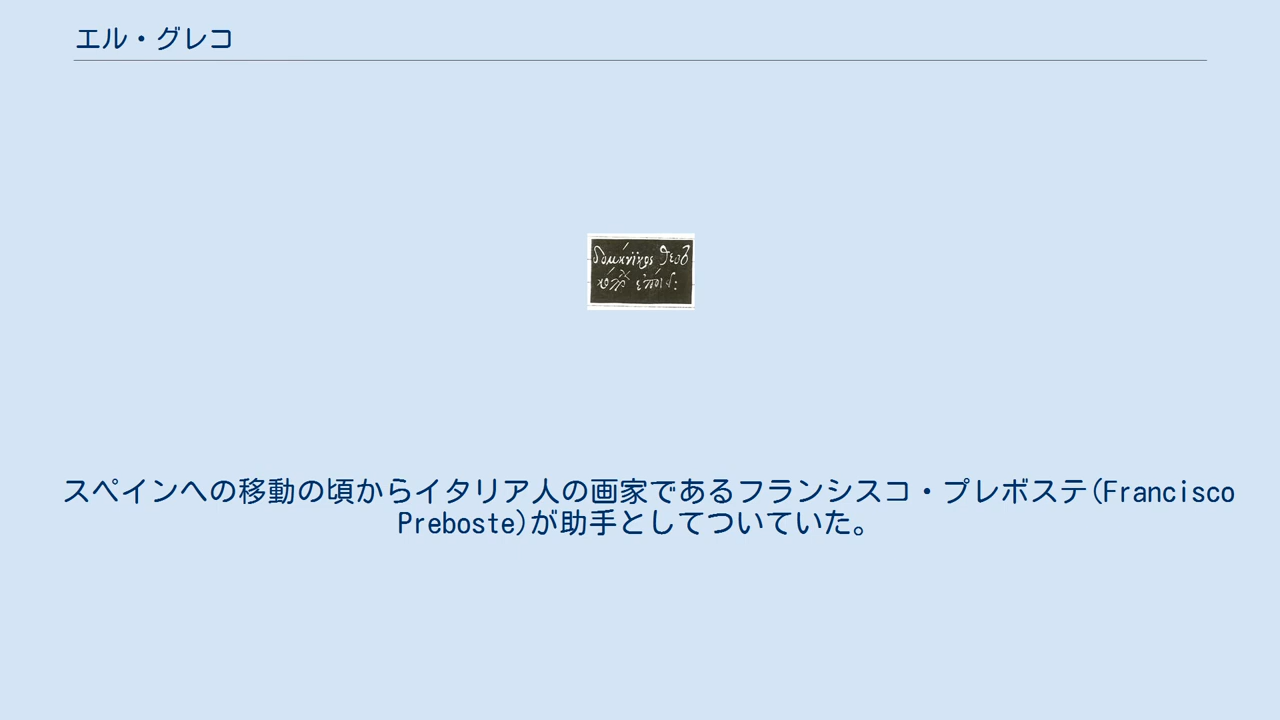 エル・グレコ
δομήνικος θεοτ
スペインへの移動の頃からイタリア人の画家であるフランシスコ・プレボステ(Francisco
Preboste)が助手としてついていた。